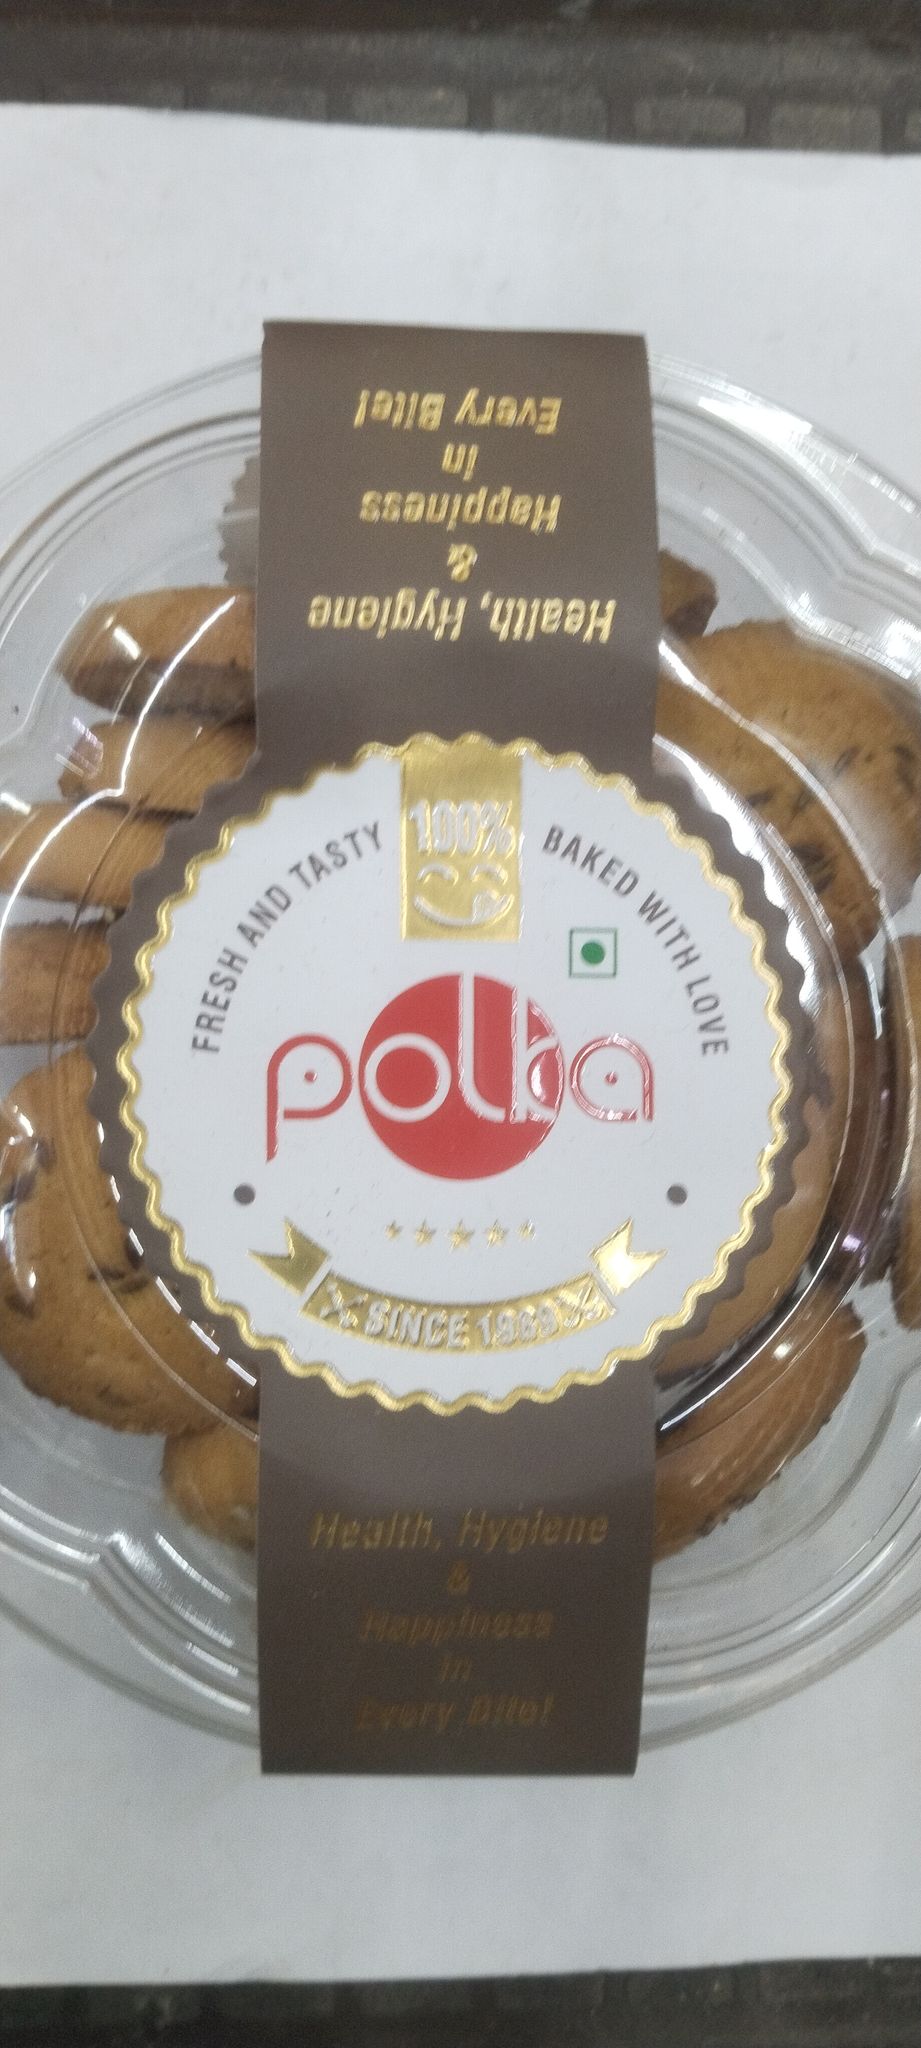 Health, Hygiene
&
Happiness
in
Every Bite!
100%
FRESH AND TASTY
BAKED WITH LOVE
polka
SINCE 1969
Health, Hygiene
&
Happiness
in
Every Bite!